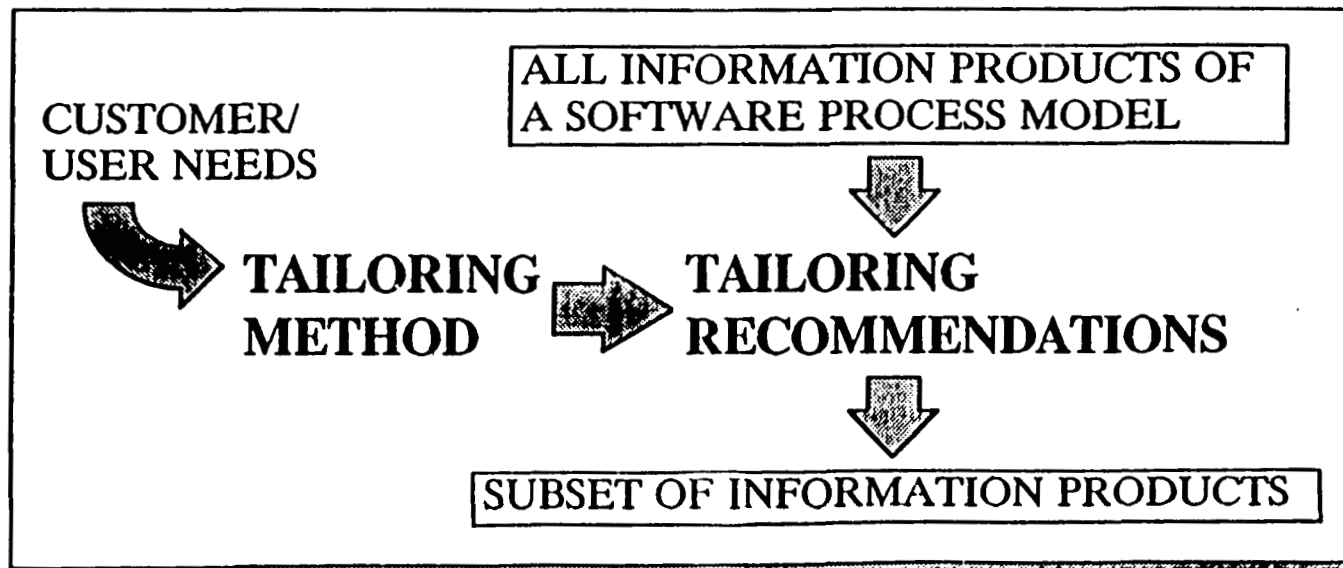 ALL INFORMATION PRODUCTS OF
A SOFTWARE PROCESS MODEL
CUSTOMER/
USER NEEDS
TAILORING
METHOD
TAILORING
RECOMMENDATIONS
SUBSET OF INFORMATION PRODUCTS